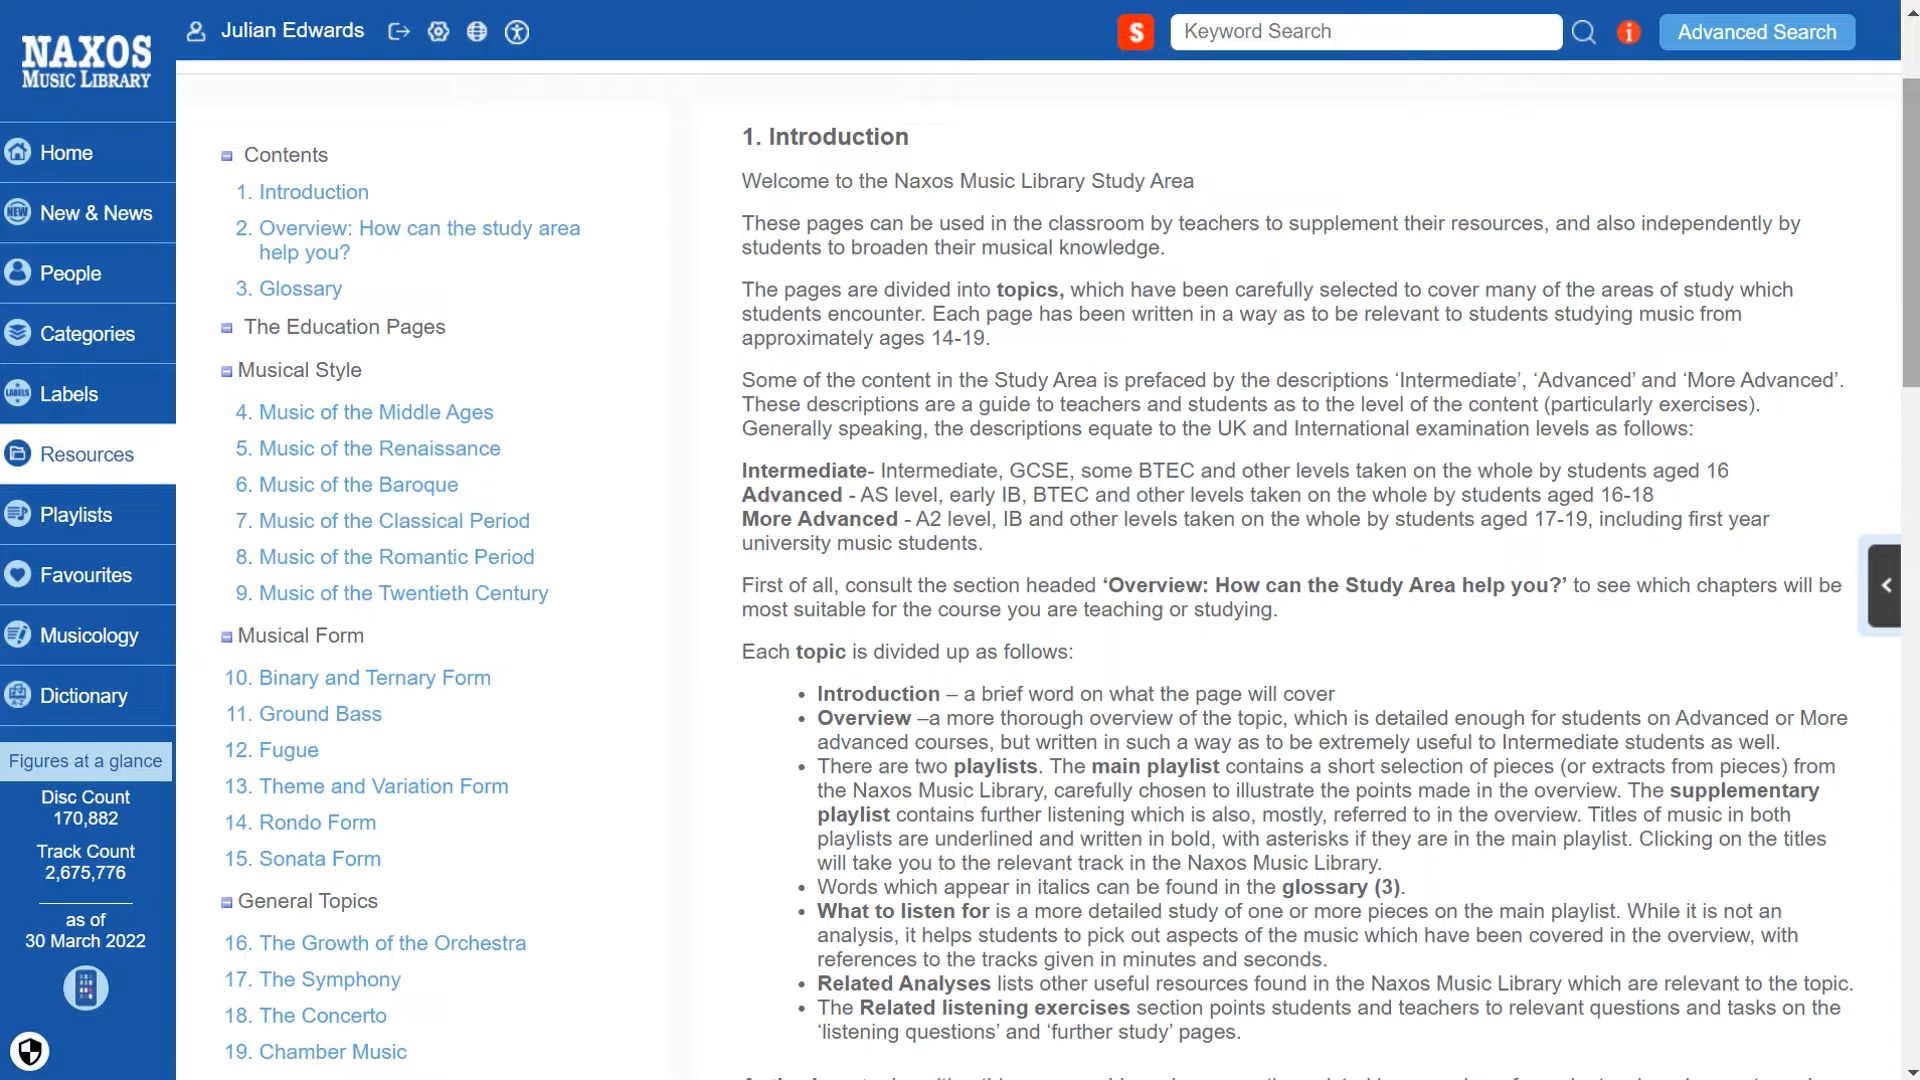 NAXOS
MUSIC LIBRARY
Julian Edwards
S
Keyword Search
i
Advanced Search
Home
NEW
New & News
People
Categories
LABELS
Labels
Resources
Playlists
Favourites
Musicology
A-Z
Dictionary
Figures at a glance
Disc Count
170,882
Track Count
2,675,776
as of
30 March 2022
Contents
1. Introduction
2. Overview: How can the study area
help you?
3. Glossary
The Education Pages
Musical Style
4. Music of the Middle Ages
5. Music of the Renaissance
6. Music of the Baroque
7. Music of the Classical Period
8. Music of the Romantic Period
9. Music of the Twentieth Century
Musical Form
10. Binary and Ternary Form
11. Ground Bass
12. Fugue
13. Theme and Variation Form
14. Rondo Form
15. Sonata Form
General Topics
16. The Growth of the Orchestra
17. The Symphony
18. The Concerto
19. Chamber Music
1. Introduction
Welcome to the Naxos Music Library Study Area
These pages can be used in the classroom by teachers to supplement their resources, and also independently by
students to broaden their musical knowledge.
The pages are divided into topics, which have been carefully selected to cover many of the areas of study which
students encounter. Each page has been written in a way as to be relevant to students studying music from
approximately ages 14-19.
Some of the content in the Study Area is prefaced by the descriptions ‘Intermediate’, ‘Advanced’ and ‘More Advanced’.
These descriptions are a guide to teachers and students as to the level of the content (particularly exercises).
Generally speaking, the descriptions equate to the UK and International examination levels as follows:
Intermediate- Intermediate, GCSE, some BTEC and other levels taken on the whole by students aged 16
Advanced - AS level, early IB, BTEC and other levels taken on the whole by students aged 16-18
More Advanced - A2 level, IB and other levels taken on the whole by students aged 17-19, including first year
university music students.
First of all, consult the section headed ‘Overview: How can the Study Area help you?’ to see which chapters will be
most suitable for the course you are teaching or studying.
Each topic is divided up as follows:
• Introduction – a brief word on what the page will cover
• Overview –a more thorough overview of the topic, which is detailed enough for students on Advanced or More
advanced courses, but written in such a way as to be extremely useful to Intermediate students as well.
• There are two playlists. The main playlist contains a short selection of pieces (or extracts from pieces) from
the Naxos Music Library, carefully chosen to illustrate the points made in the overview. The supplementary
playlist contains further listening which is also, mostly, referred to in the overview. Titles of music in both
playlists are underlined and written in bold, with asterisks if they are in the main playlist. Clicking on the titles
will take you to the relevant track in the Naxos Music Library.
• Words which appear in italics can be found in the glossary (3).
• What to listen for is a more detailed study of one or more pieces on the main playlist. While it is not an
analysis, it helps students to pick out aspects of the music which have been covered in the overview, with
references to the tracks given in minutes and seconds.
• Related Analyses lists other useful resources found in the Naxos Music Library which are relevant to the topic.
• The Related listening exercises section points students and teachers to relevant questions and tasks on the
‘listening questions’ and ‘further study’ pages.